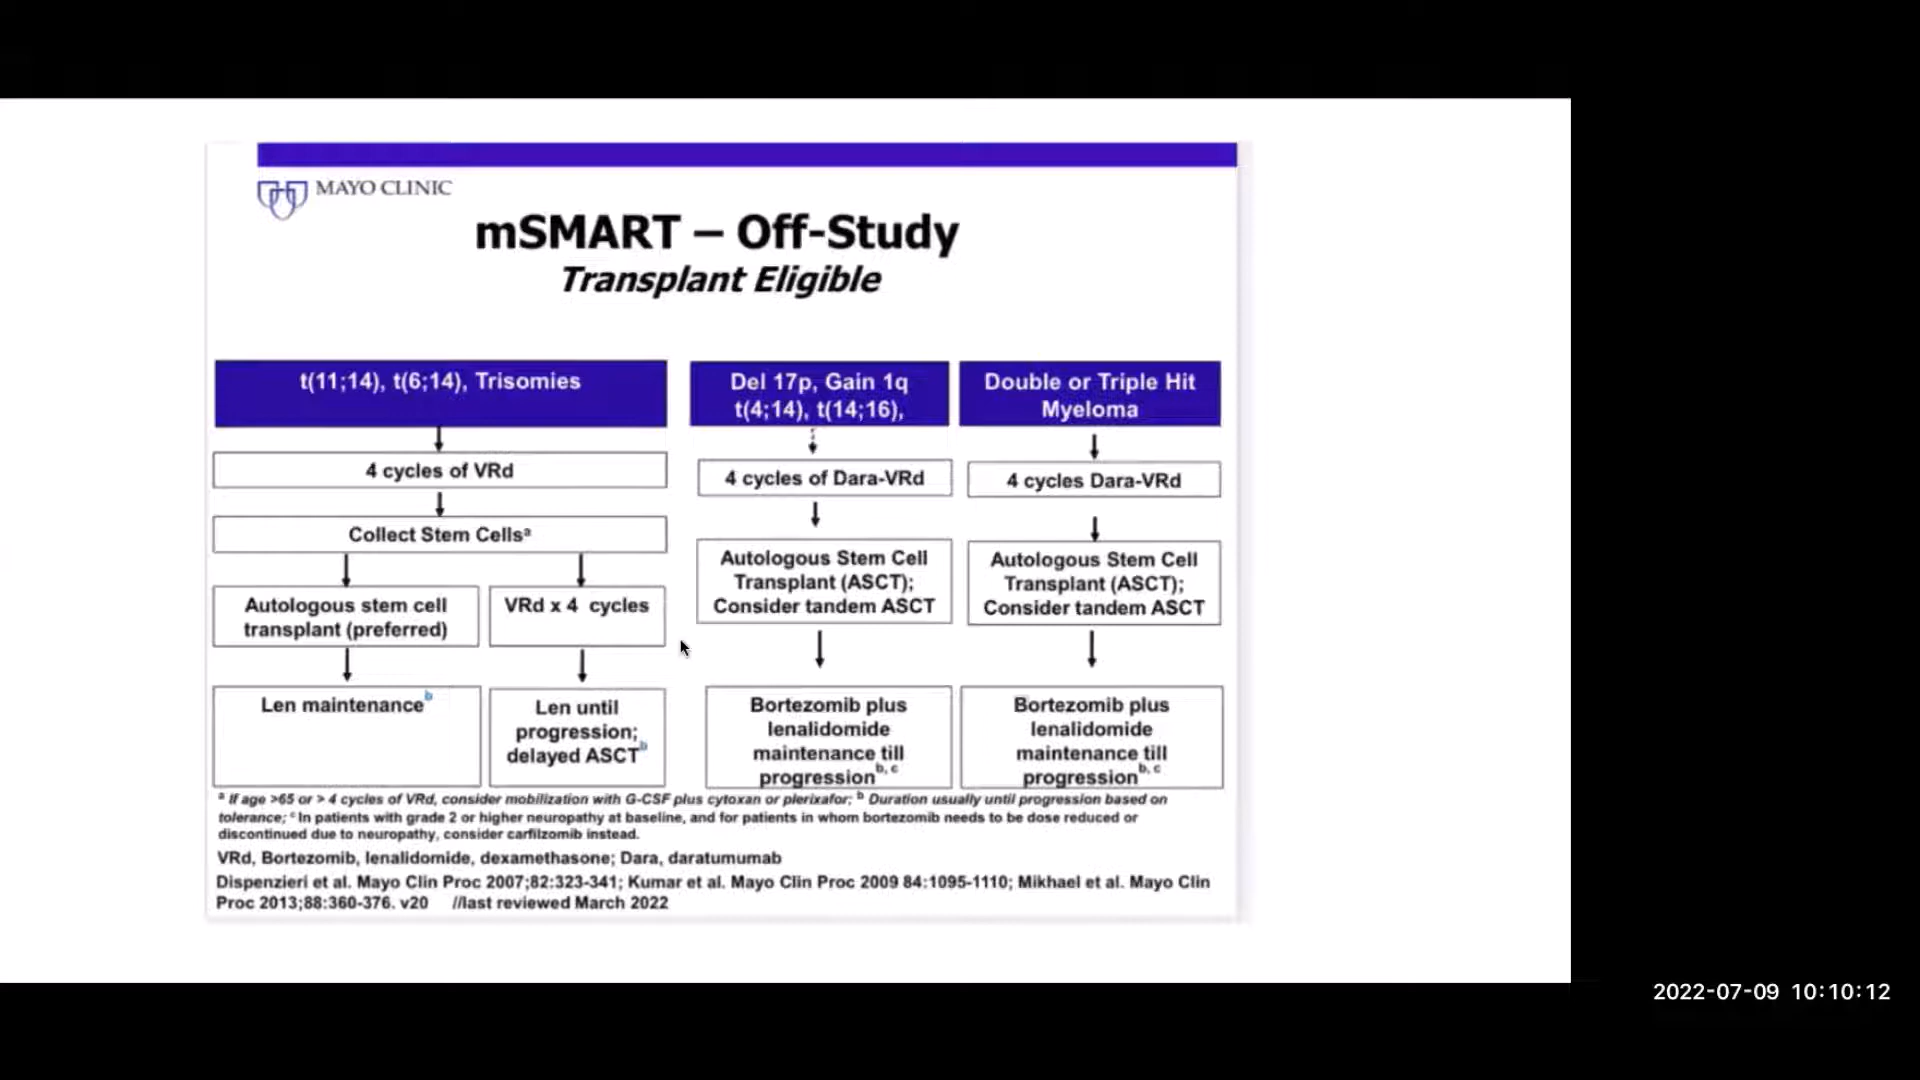 MAYO CLINIC
mSMART – Off-Study
Transplant Eligible
t(11;14), t(6;14), Trisomies
4 cycles of VRd
Collect Stem Cellsª
Autologous stem cell
transplant (preferred)
VRd x 4 cycles
Len maintenance b
Len until
progression;
delayed ASCT b
Del 17p, Gain 1q
t(4;14), t(14;16),
4 cycles of Dara-VRd
Autologous Stem Cell
Transplant (ASCT);
Consider tandem ASCT
Bortezomib plus
lenalidomide
maintenance till
progression b, c
Double or Triple Hit
Myeloma
4 cycles Dara-VRd
Autologous Stem Cell
Transplant (ASCT);
Consider tandem ASCT
Bortezomib plus
lenalidomide
maintenance till
progression b, c
a If age >65 or > 4 cycles of VRd, consider mobilization with G-CSF plus cytoxan or plerixafor; b Duration usually until progression based on
tolerance; c In patients with grade 2 or higher neuropathy at baseline, and for patients in whom bortezomib needs to be dose reduced or
discontinued due to neuropathy, consider carfilzomib instead.
VRd, Bortezomib, lenalidomide, dexamethasone; Dara, daratumumab
Dispenzieri et al. Mayo Clin Proc 2007;82:323-341; Kumar et al. Mayo Clin Proc 2009 84:1095-1110; Mikhael et al. Mayo Clin
Proc 2013;88:360-376. v20 //last reviewed March 2022
2022-07-09 10:10:12